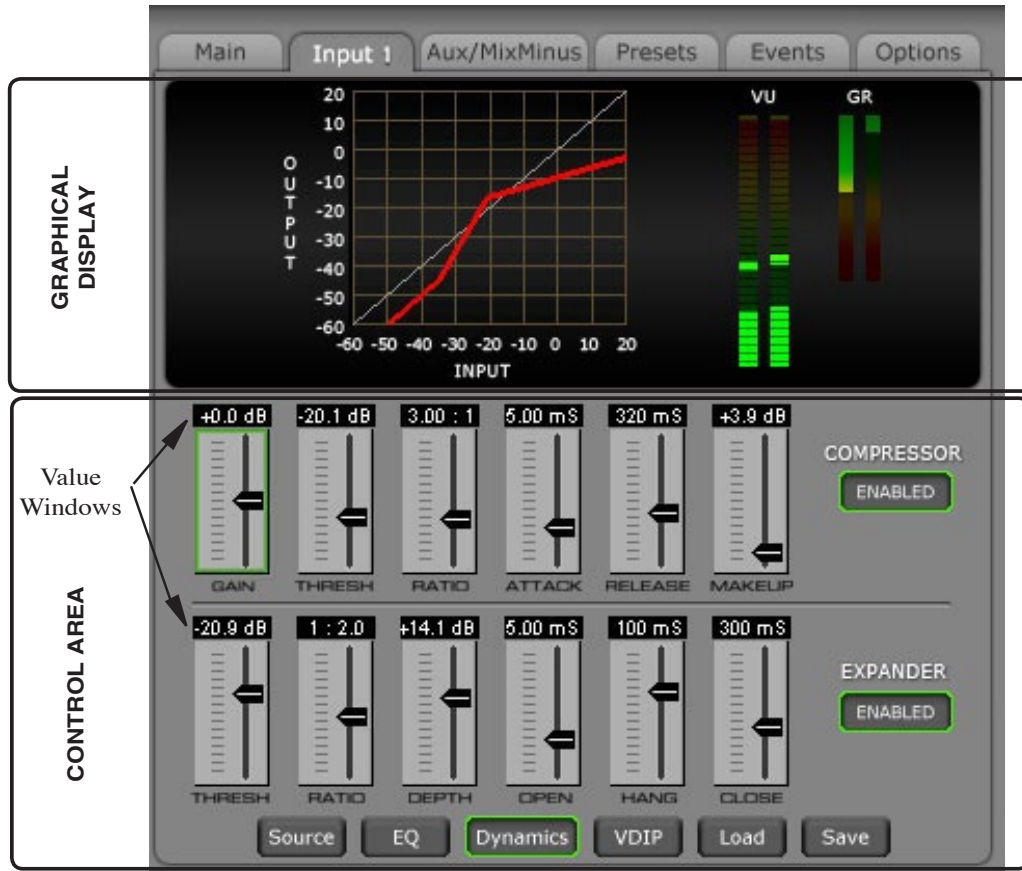 Main Input 1 Aux/MixMinus Presets Events Options
GRAPHICAL
DISPLAY
OUTPUT
20
10
0
-10
-20
-30
-40
-50
-60
-60 -50 -40 -30 -20 -10 0 10 20
INPUT
VU GR
CONTROL AREA
Value
Windows
+0.0 dB -20.1 dB 3.00 : 1 5.00 mS 320 mS +3.9 dB
GAIN THRESH RATIO ATTACK RELEASE MAKEUP
COMPRESSOR
ENABLED
-20.9 dB 1 : 2.0 +14.1 dB 5.00 mS 100 mS 300 mS
THRESH RATIO DEPTH OPEN HANG CLOSE
EXPANDER
ENABLED
Source EQ Dynamics VDIP Load Save